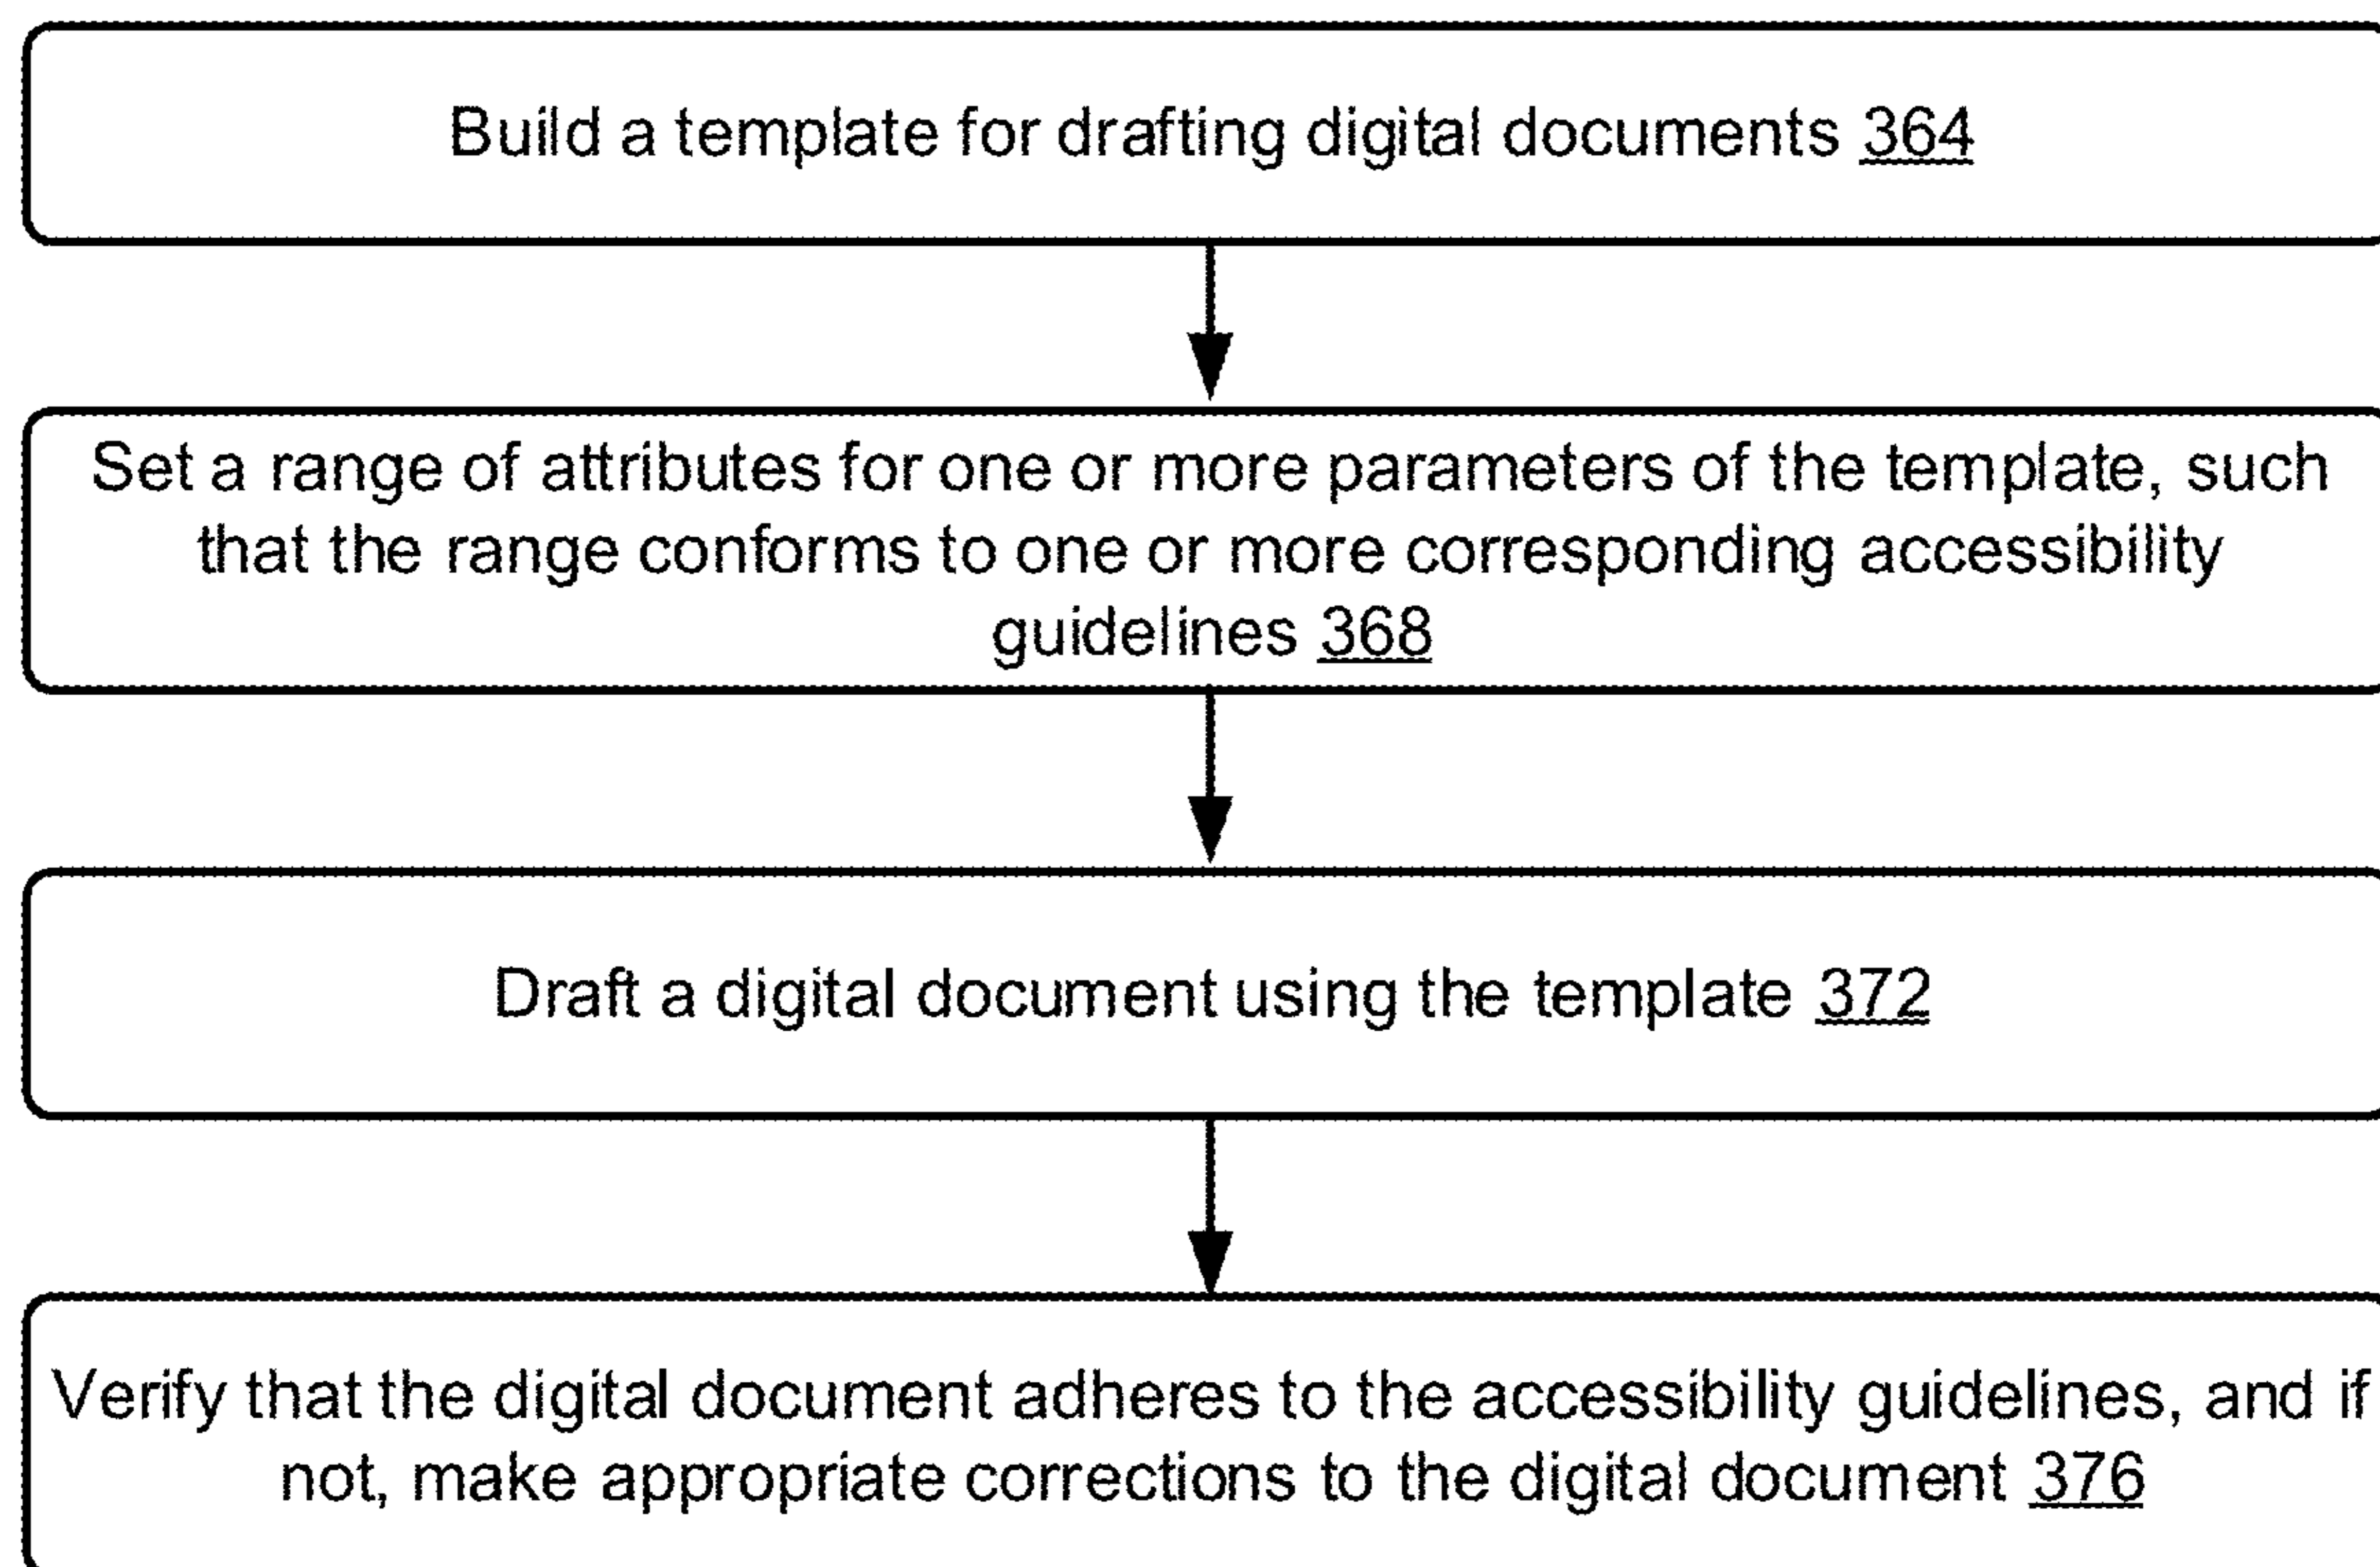 Build a template for drafting digital documents 364
Set a range of attributes for one or more parameters of the template, such
that the range conforms to one or more corresponding accessibility
guidelines 368
Draft a digital document using the template 372
Verify that the digital document adheres to the accessibility guidelines, and if
not, make appropriate corrections to the digital document 376